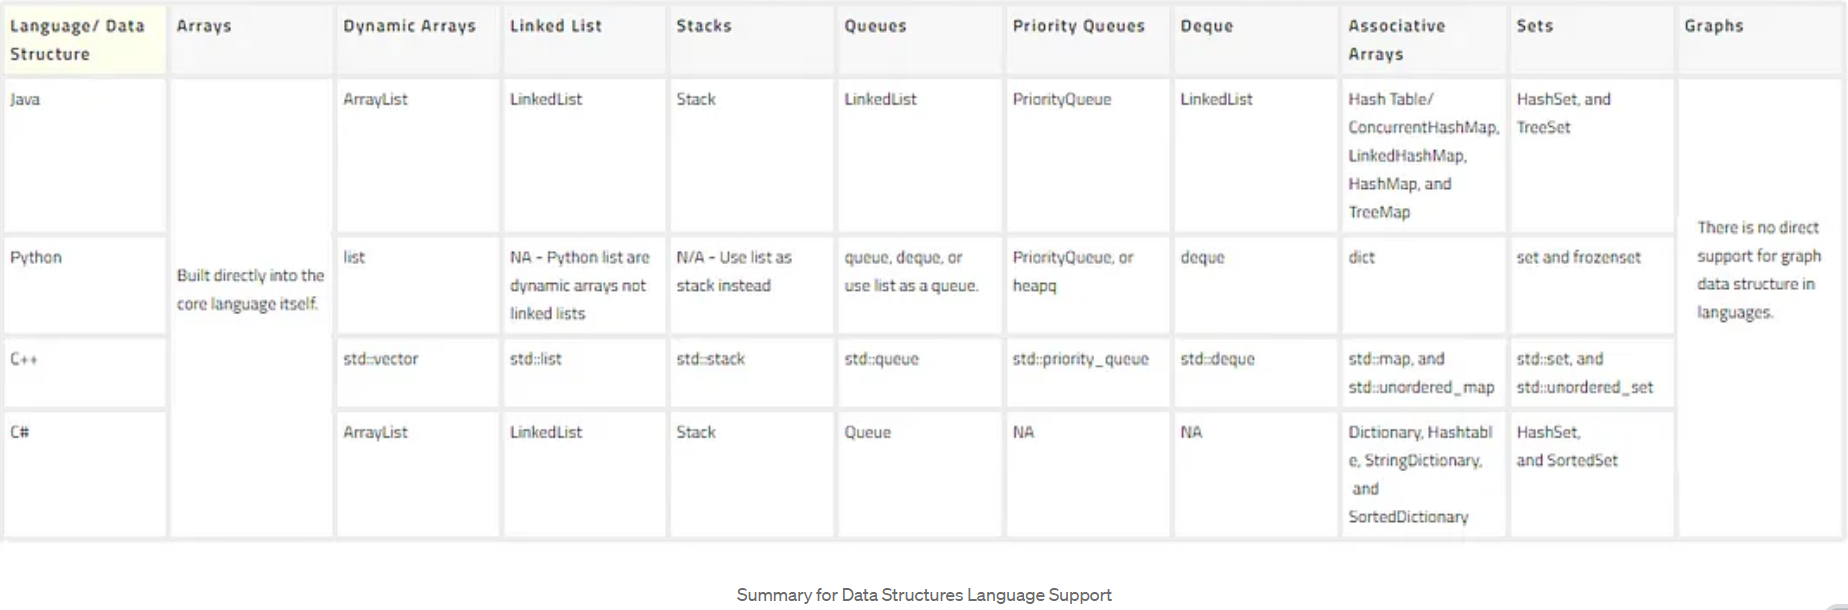 Language/ Data
Structure
Arrays
Dynamic Arrays
Linked List
Stacks
Queues
Priority Queues
Deque
Associative
Arrays
Sets
Graphs
Java
Built directly into the
core language itself.
ArrayList
LinkedList
Stack
LinkedList
PriorityQueue
LinkedList
Hash Table/
ConcurrentHashMap,
LinkedHashMap,
HashMap, and
TreeMap
HashSet, and
TreeSet
There is no direct
support for graph
data structure in
languages.
Python
list
NA - Python list are
dynamic arrays not
linked lists
N/A - Use list as
stack instead
queue, deque, or
use list as a queue.
PriorityQueue, or
heapq
deque
dict
set and frozenset
C++
std::vector
std::list
std::stack
std::queue
std::priority_queue
std::deque
std::map, and
std::unordered_map
std::set, and
std::unordered_set
C#
ArrayList
LinkedList
Stack
Queue
NA
NA
Dictionary, Hashtabl
e, StringDictionary,
and
SortedDictionary
HashSet,
and SortedSet
Summary for Data Structures Language Support